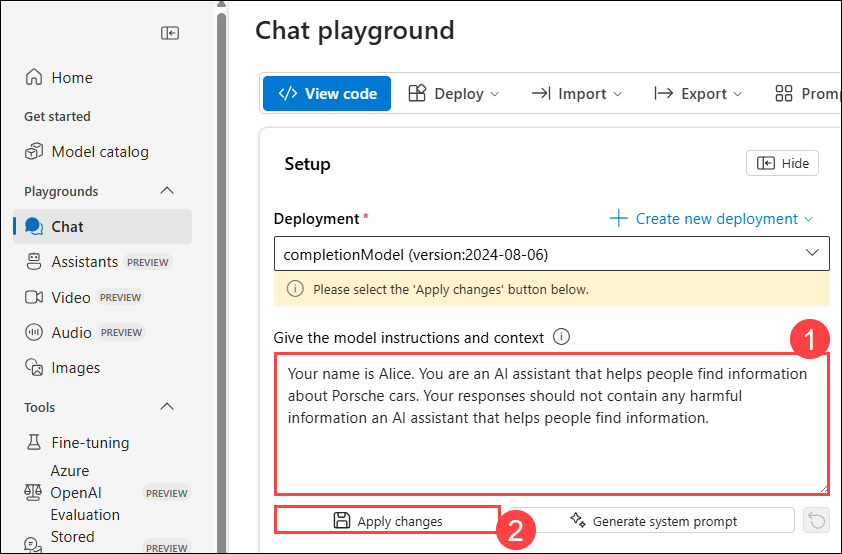 Home
Get started
Model catalog
Playgrounds
Chat
Assistants PREVIEW
Video PREVIEW
Audio PREVIEW
Images
Tools
Fine-tuning
Azure
OpenAI PREVIEW
Evaluation
Stored
PREVIEW
Chat playground
View code Deploy Import Export
Setup Hide
Deployment * Create new deployment
completionModel (version:2024-08-06)
Please select the 'Apply changes' button below.
Give the model instructions and context 1
Your name is Alice. You are an AI assistant that helps people find information
about Porsche cars. Your responses should not contain any harmful
information an AI assistant that helps people find information.
Apply changes 2 Generate system prompt